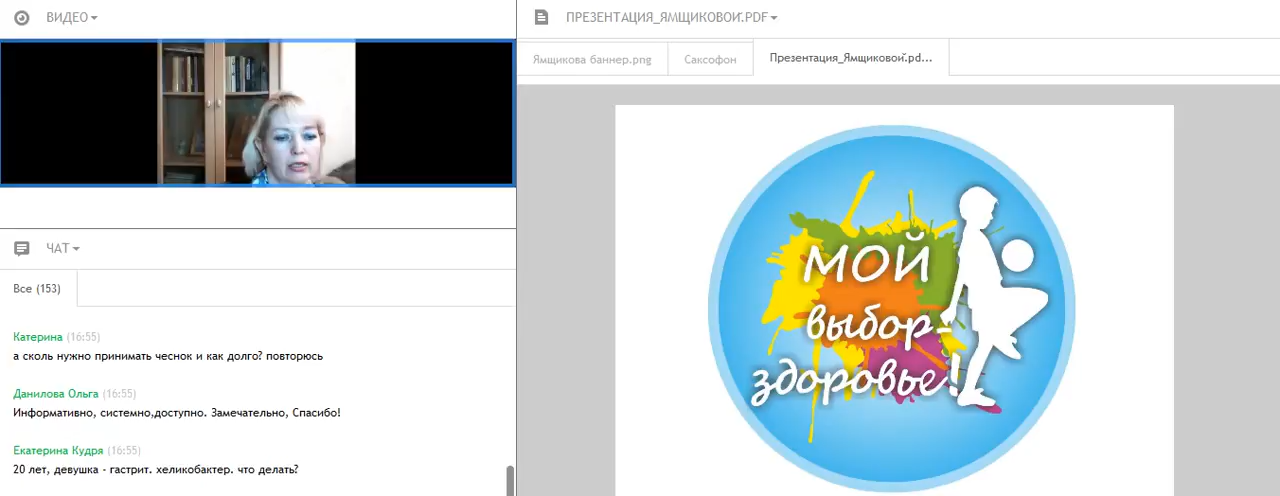 ВИДЕО
ПРЕЗЕНТАЦИЯ_ЯМЩИКОВОЙ.PDF
Ямщикова баннер.png
Саксофон
Презентация_Ямщиковой.pd...
МОЙ
выбор-
здоровье!
ЧАТ
Все (153)
Катерина (16:55)
а сколь нужно принимать чеснок и как долго? повторюсь
Данилова Ольга (16:55)
Информативно, системно,доступно. Замечательно, Спасибо!
Екатерина Кудря (16:55)
20 лет, девушка - гастрит. хеликобактер. что делать?